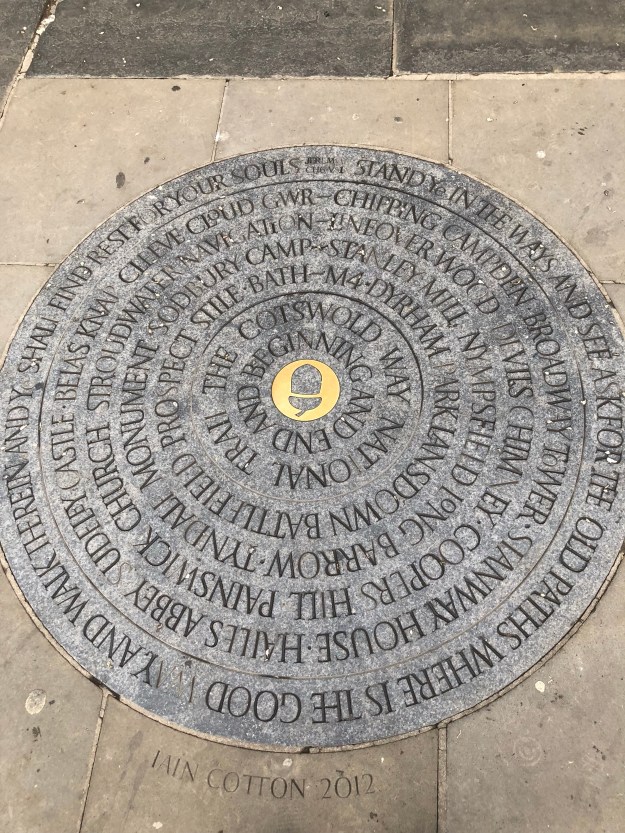 STAND Ye IN THE WAYS AND SEE ASK FOR THE OLD PATHS WHERE IS THE GOOD WAY, AND WALK THEREIN AND Ye SHALL FIND REST FOR YOUR SOULS
GWR~CHIPPING CAMPDEN·BROADWAY TOWER·STANWAY HOUSE·HAILES ABBEY·SUDELEY CASTLE·BELAS KNAP·CLEEVE CLOUD
LINEOVER WOOD·DEVILS CHIMNEY·COOPERS HILL·PAINSWICK CHURCH·STROUDWATER NAVIGATION
STANLEY MILL·NYMPSFIELD LONG BARROW·TYNDALL MONUMENT·SODBURY CAMP
M4·DYRHAM PARK·LANSDOWN BATTLEFIELD·PROSPECT STILE·BATH
THE COTSWOLD WAY NATIONAL TRAIL
BEGINNING AND END AND
IAIN COTTON 2012